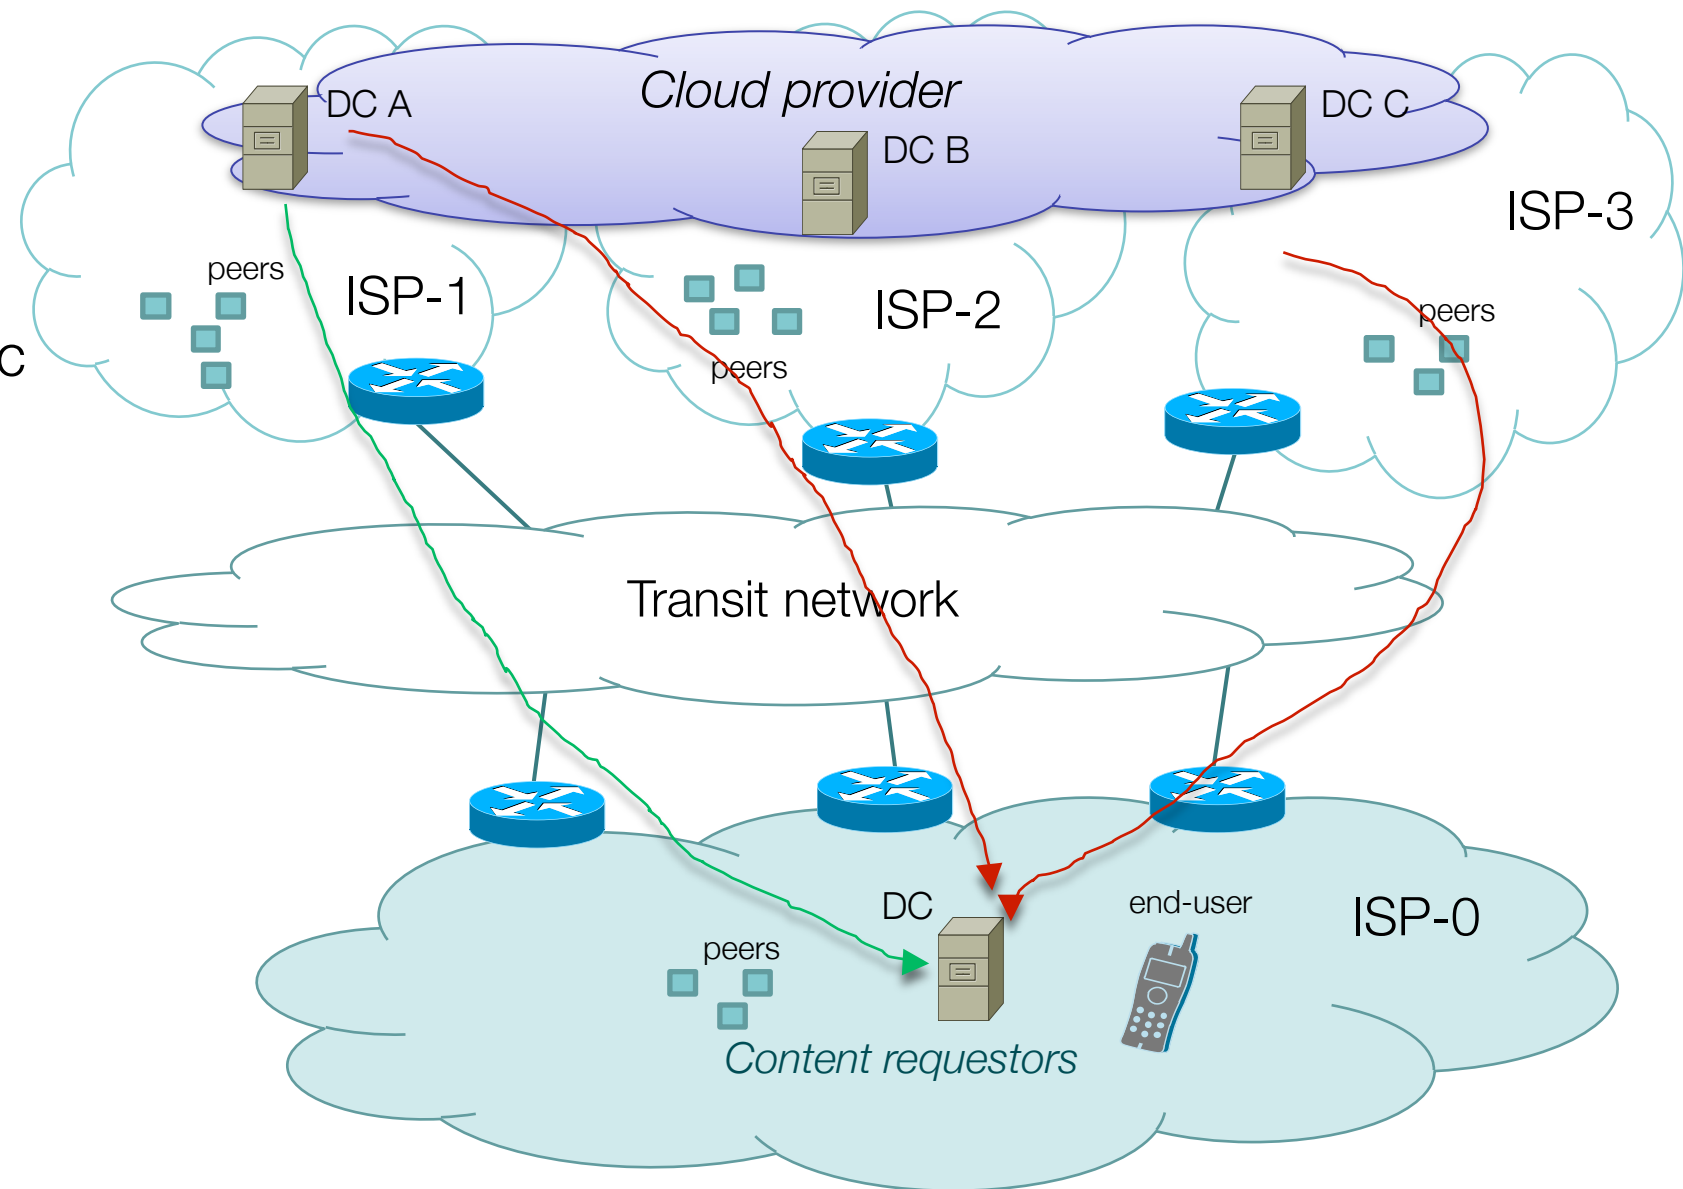 Cloud provider
DC A
DC B
DC C
ISP-3
peers
ISP-1
ISP-2
peers
peers
C
Transit network
DC
end-user
ISP-0
peers
Content requestors